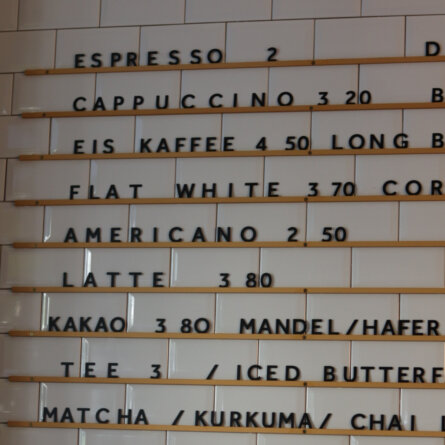 ESPRESSO 2 D
CAPPUCCINO 3 20 B
EIS KAFFEE 4 50 LONG B
FLAT WHITE 3 70 COR
AMERICANO 2 50
LATTE 3 80
KAKAO 3 80 MANDEL/HAFER
TEE 3 / ICED BUTTERF
MATCHA / KURKUMA/ CHAI